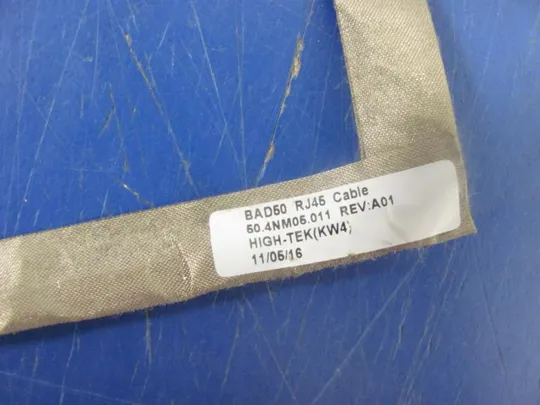 BAD50 RJ45 Cable
50.4NM05.011 REV:A01
HIGH-TEK(KW4)
11/05/16